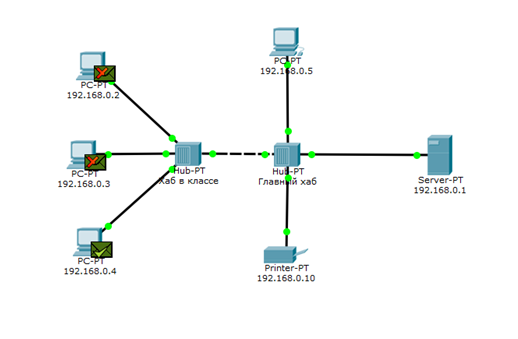 PC-PT
192.168.0.2
PC-PT
192.168.0.3
PC-PT
192.168.0.4
Hub-PT
Хаб в классе
PC-PT
192.168.0.5
Hub-PT
Главный хаб
Printer-PT
192.168.0.10
Server-PT
192.168.0.1